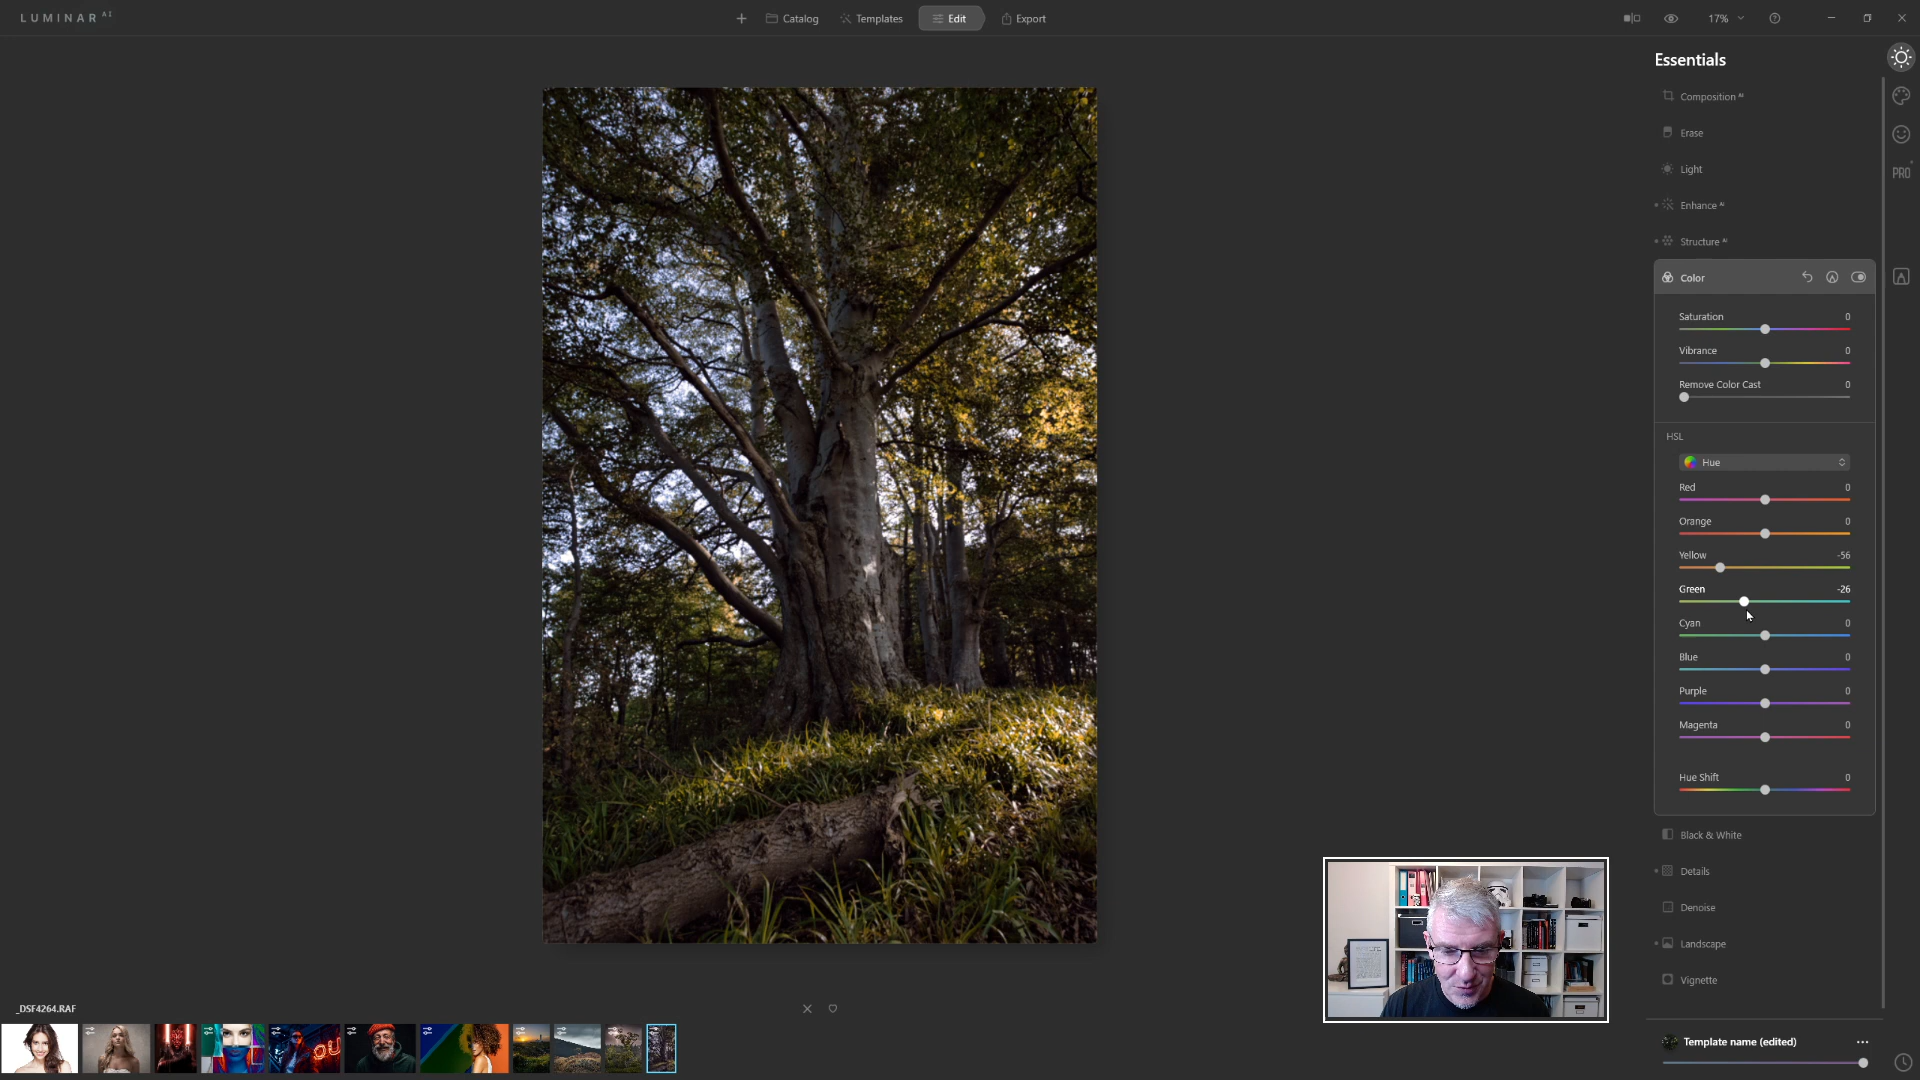 LUMINAR AI
Catalog
Templates
Edit
Export
17%
Essentials
Composition AI
Erase
Light
Enhance AI
Structure AI
PRO
Color
Saturation 0
Vibrance 0
Remove Color Cast 0
HSL
Hue
Red 0
Orange 0
Yellow -56
Green -26
Cyan 0
Blue 0
Purple 0
Magenta 0
Hue Shift 0
Black & White
Details
Denoise
Landscape
Vignette
_DSF4264.RAF
Template name (edited)